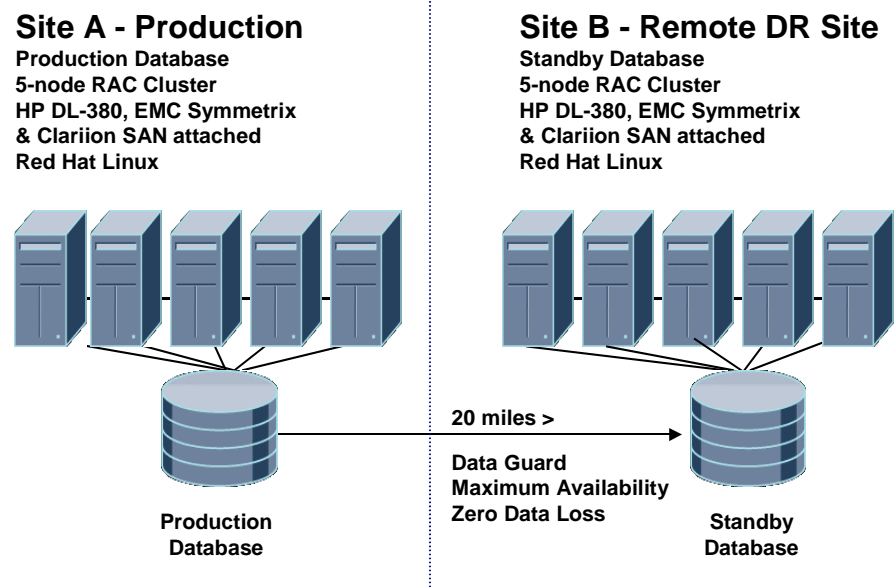 Site A - Production
Production Database
5-node RAC Cluster
HP DL-380, EMC Symmetrix
& Clariion SAN attached
Red Hat Linux
Site B - Remote DR Site
Standby Database
5-node RAC Cluster
HP DL-380, EMC Symmetrix
& Clariion SAN attached
Red Hat Linux
20 miles >
Data Guard
Maximum Availability
Zero Data Loss
Production
Database
Standby
Database